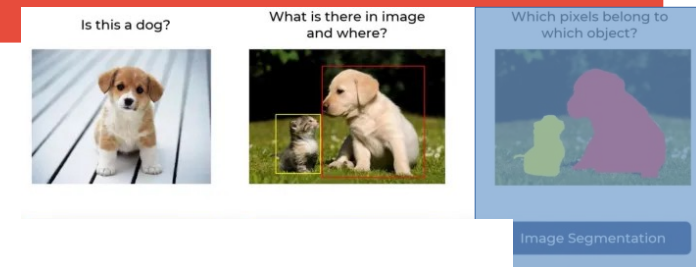 Is this a dog?
What is there in image
and where?
Which pixels belong to
which object?
Image Segmentation